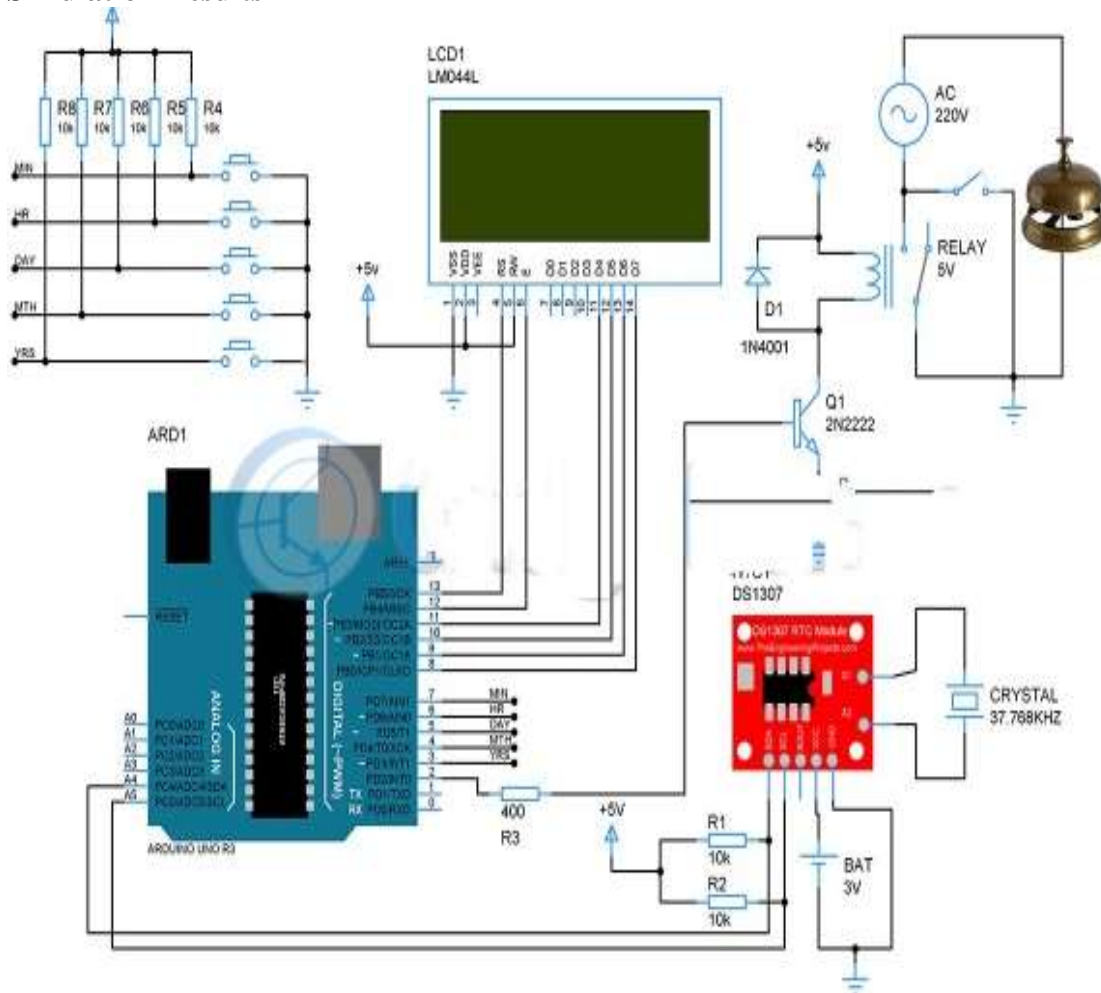 LCD1
LM044L
R8 R7 R6 R5 R4
10k 10k 10k 10k 10k
MIN
HR
DAY
MTH
YRS
VSS VDD VEE RS RW E D0 D1 D2 D3 D4 D5 D6 D7
1 2 3 4 5 6 7 8 9 10 11 12 13 14
+5v
+5v
AC
220V
RELAY
5V
D1
1N4001
Q1
2N2222
ARD1
AREF
RESET
13
12
11
10
9
8
7 MIN
6 HR
5 DAY
4 MTH
3 YRS
2
TX 1
RX 0
ANALOG IN
DIGITAL (~PWM)
A0
A1
A2
A3
A4
A5
ARDUINO UNO R3
400
R3
+5V
R1
10k
R2
10k
DS1307
DS1307 RTC Module
www.TheEngineeringProjects.com
CRYSTAL
37.768KHZ
BAT
3V